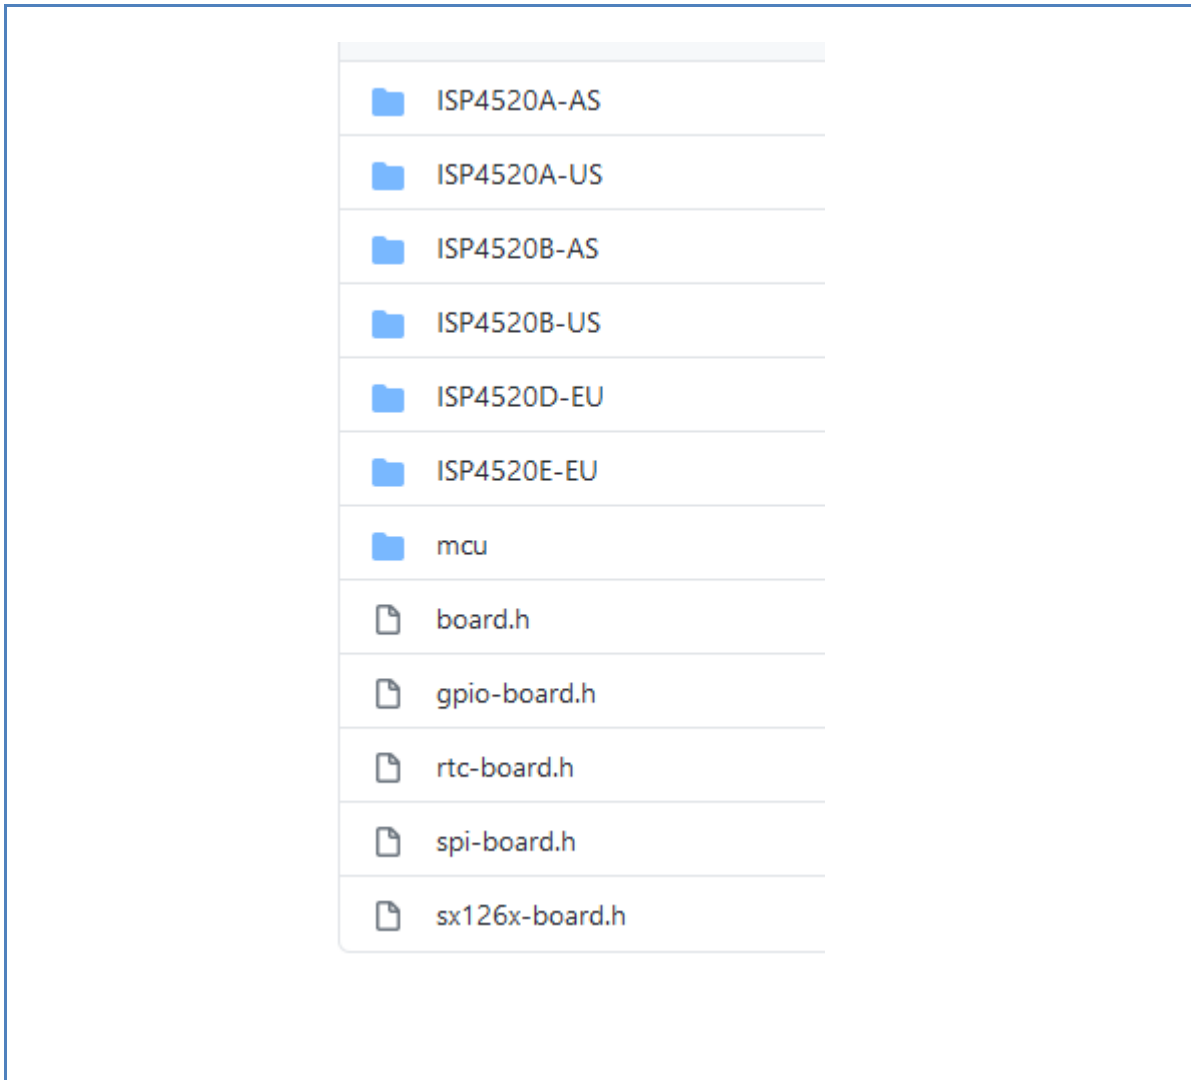 ISP4520A-AS
ISP4520A-US
ISP4520B-AS
ISP4520B-US
ISP4520D-EU
ISP4520E-EU
mcu
board.h
gpio-board.h
rtc-board.h
spi-board.h
sx126x-board.h